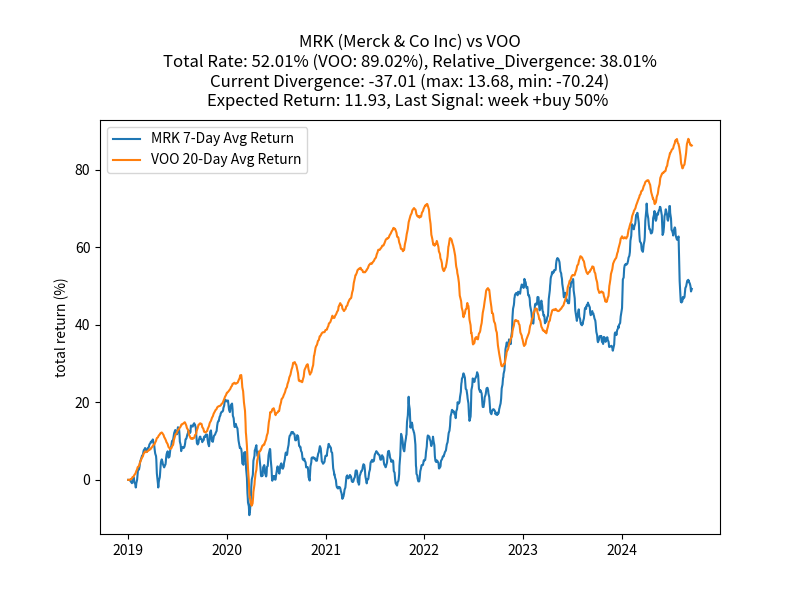 MRK (Merck & Co Inc) vs VOO
Total Rate: 52.01% (VOO: 89.02%), Relative_Divergence: 38.01%
Current Divergence: -37.01 (max: 13.68, min: -70.24)
Expected Return: 11.93, Last Signal: week +buy 50%
MRK 7-Day Avg Return
VOO 20-Day Avg Return
total return (%)
80
60
40
20
0
2019
2020
2021
2022
2023
2024